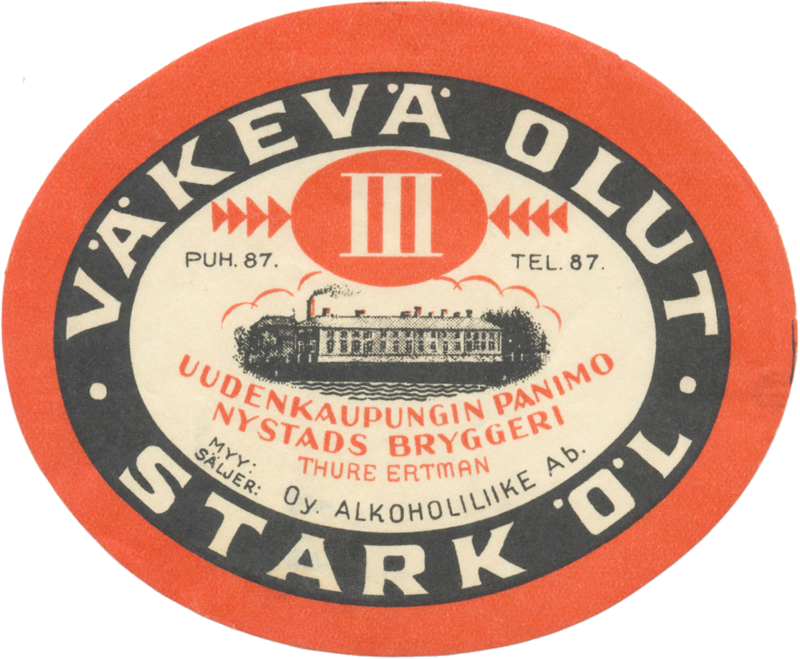 VÄKEVÄ OLUT
III
PUH. 87.
TEL. 87.
UUDENKAUPUNGIN PANIMO
NYSTADS BRYGGERI
THURE ERTMAN
MYY:
SÄLJER:
Oy. ALKOHOLILIIKE Ab.
STARK ÖL